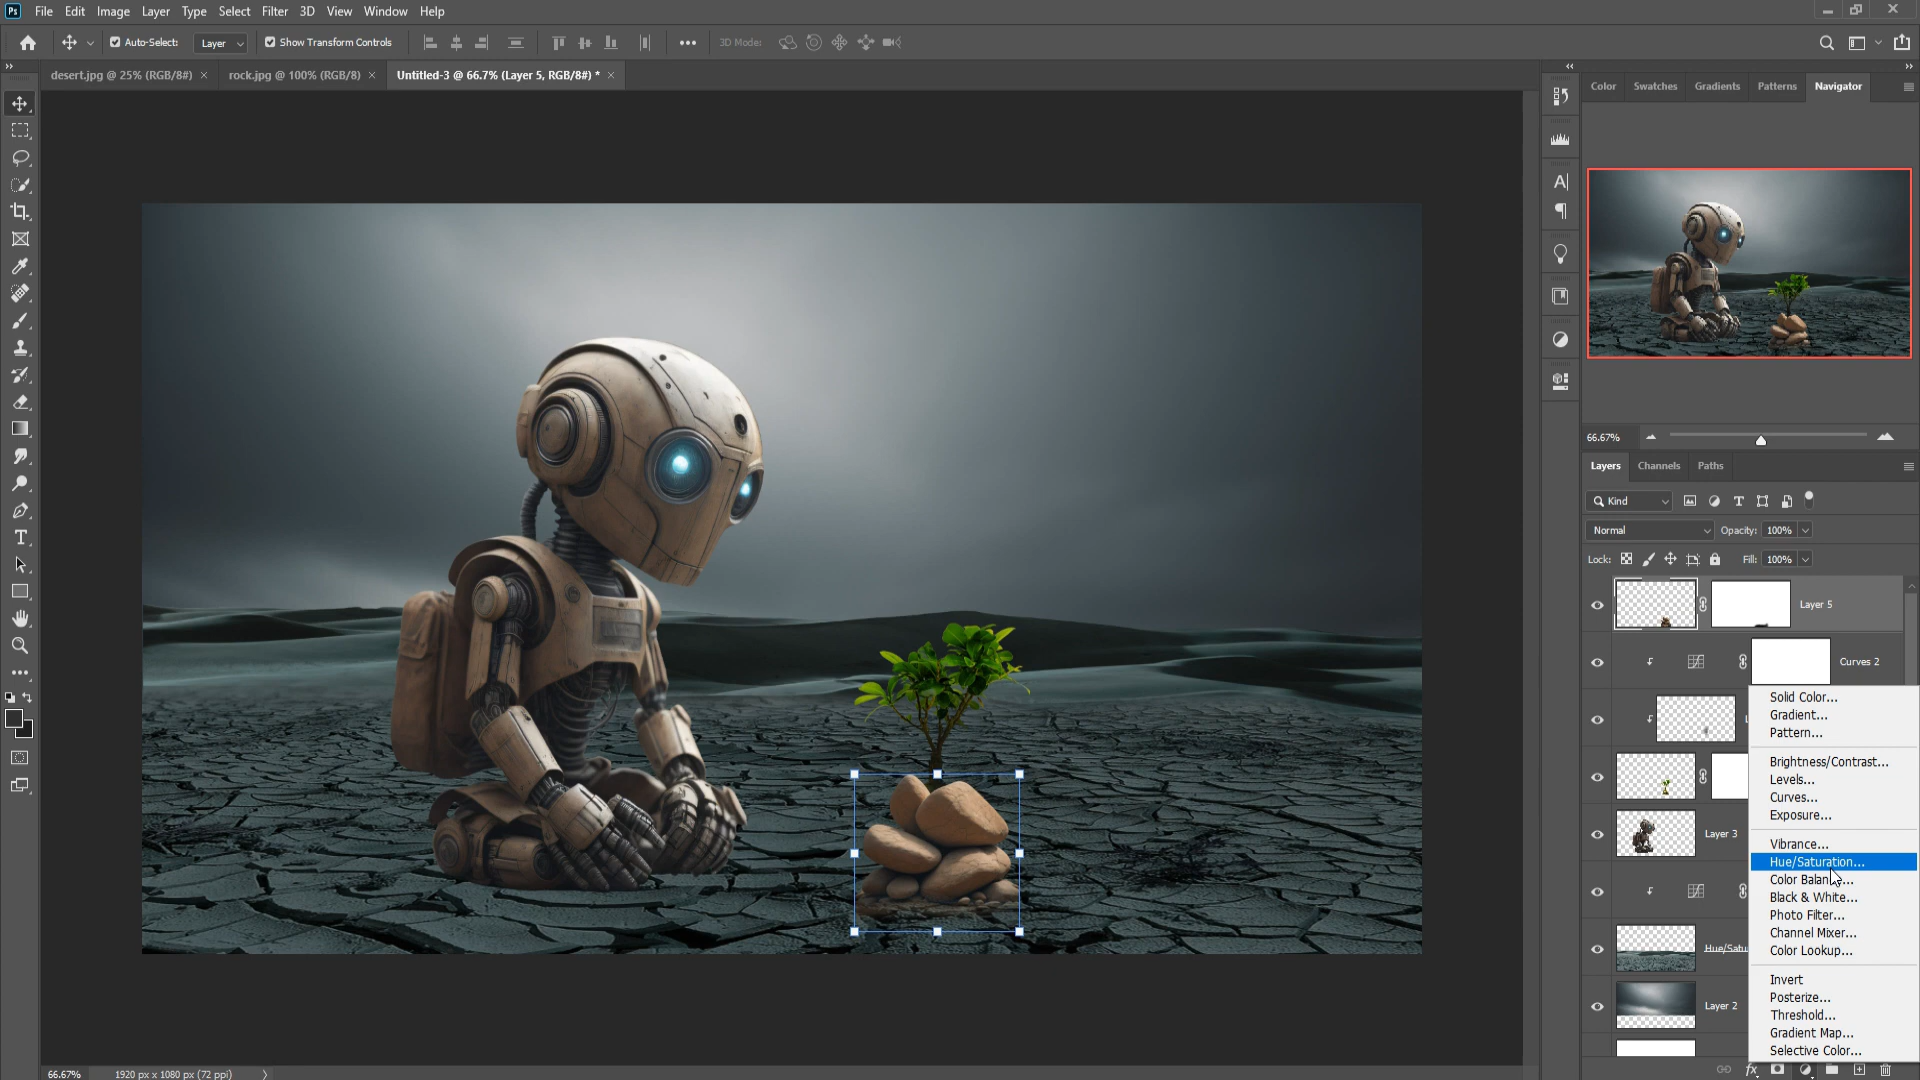 Ps File Edit Image Layer Type Select Filter 3D View Window Help
Auto-Select: Layer Show Transform Controls 3D Mode:
desert.jpg @ 25% (RGB/8#) × rock.jpg @ 100% (RGB/8) × Untitled-3 @ 66.7% (Layer 5, RGB/8#) * ×
Color Swatches Gradients Patterns Navigator
66.67%
Layers Channels Paths
Kind
Normal Opacity: 100%
Lock: Fill: 100%
Layer 5
Curves 2
Solid Color...
Gradient...
Pattern...
Brightness/Contrast...
Levels...
Curves...
Exposure...
Layer 3
Vibrance...
Hue/Saturation...
Black & White...
Photo Filter...
Channel Mixer...
Color Lookup...
Invert
Posterize...
Layer 2
Threshold...
Gradient Map...
Selective Color...
66.67% 1920 px x 1080 px (72 ppi)